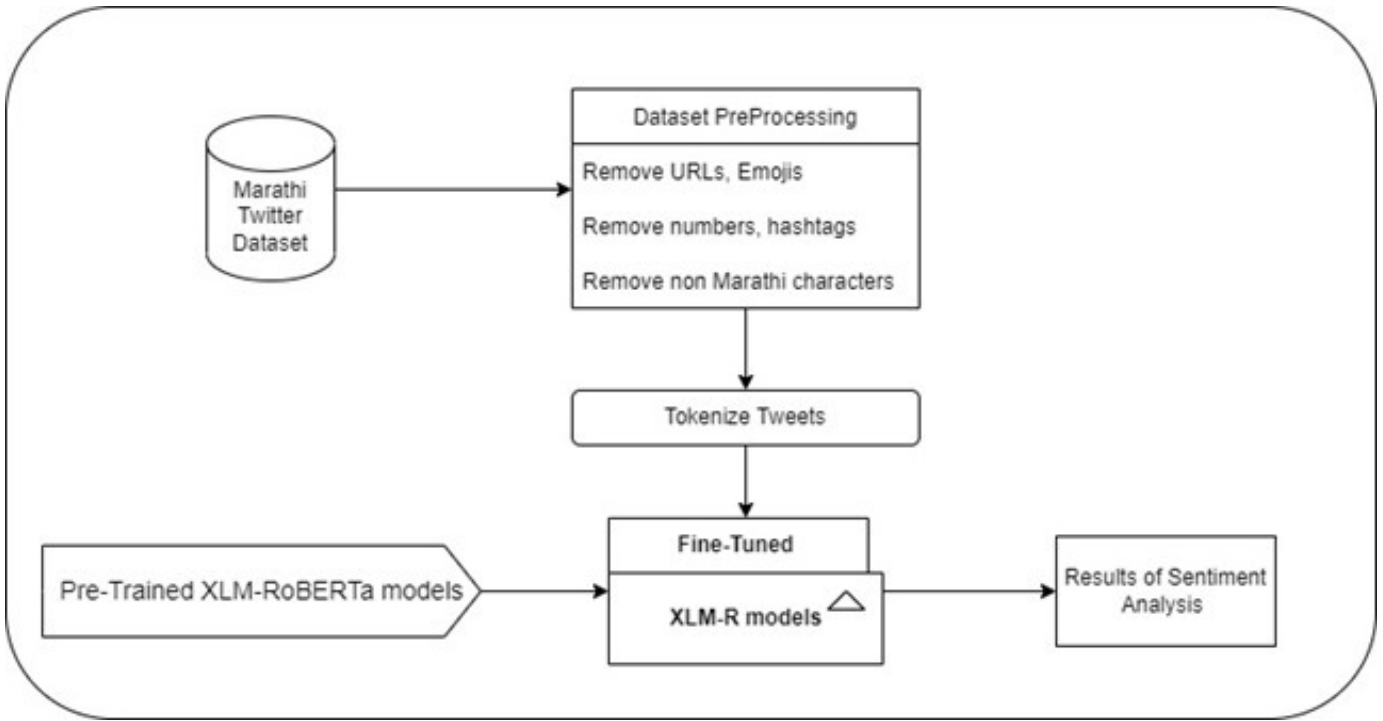 Marathi
Twitter
Dataset
Dataset PreProcessing
Remove URLs, Emojis
Remove numbers, hashtags
Remove non Marathi characters
Tokenize Tweets
Pre-Trained XLM-RoBERTa models
Fine-Tuned
XLM-R models
Results of Sentiment
Analysis